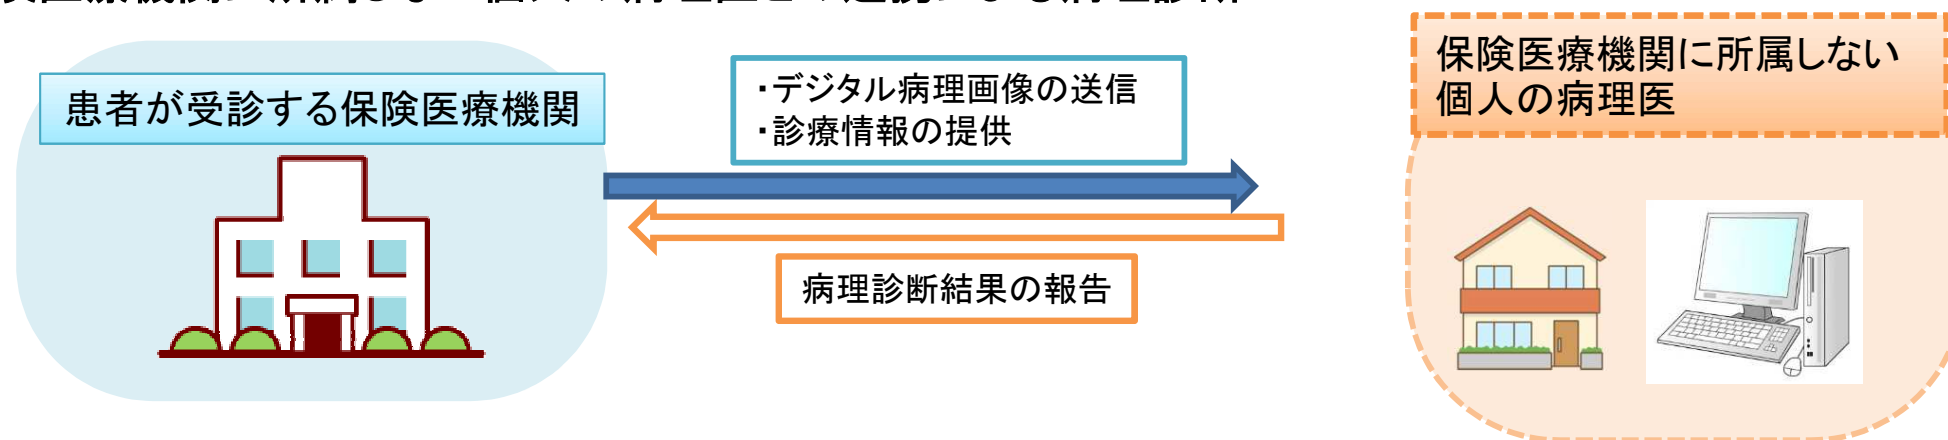 患者が受診する保険医療機関
・デジタル病理画像の送信
・診療情報の提供
病理診断結果の報告
保険医療機関に所属しない
個人の病理医